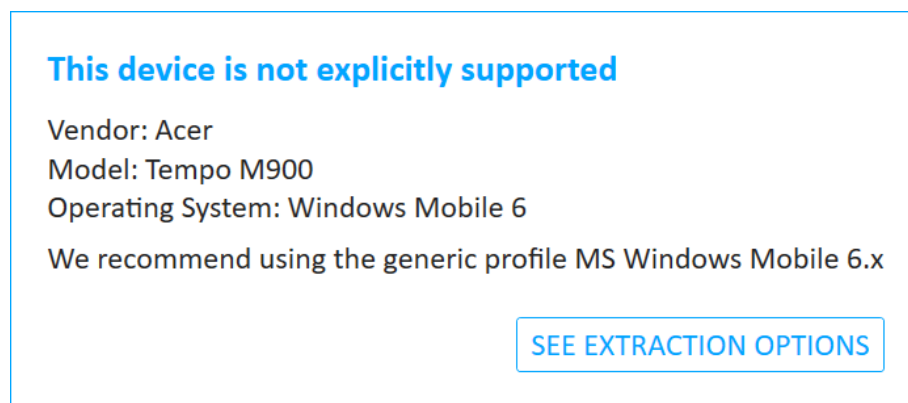 This device is not explicitly supported
Vendor: Acer
Model: Tempo M900
Operating System: Windows Mobile 6
We recommend using the generic profile MS Windows Mobile 6.x
SEE EXTRACTION OPTIONS